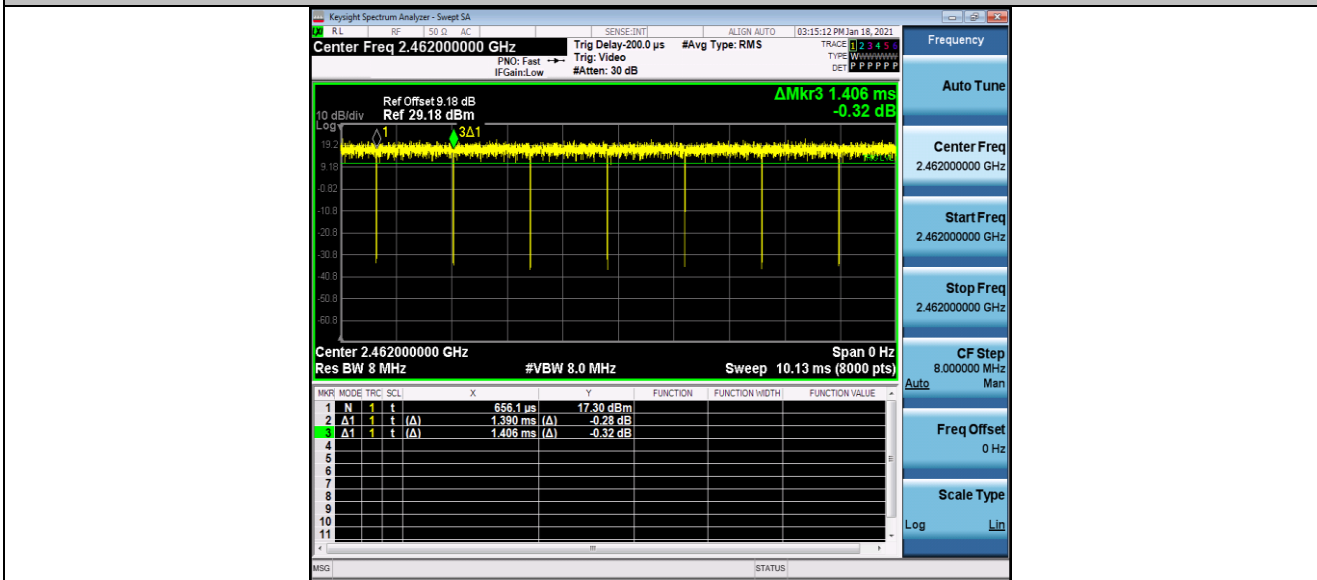 Keysight Spectrum Analyzer - Swept SA
RL RF 50 Ω AC SENSE:INT ALIGN AUTO 03:15:12 PM Jan 18, 2021
Center Freq 2.462000000 GHz
PNO: Fast
IFGain:Low
Trig Delay-200.0 µs
Trig: Video
#Atten: 30 dB
#Avg Type: RMS
TRACE 1 2 3 4 5 6
TYPE WWWWWW
DET P P P P P P
ΔMkr3 1.406 ms
-0.32 dB
10 dB/div
Log
Ref Offset 9.18 dB
Ref 29.18 dBm
1
3Δ1
19.2
9.18
-0.82
-10.8
-20.8
-30.8
-40.8
-50.8
-60.8
Center 2.462000000 GHz Span 0 Hz
Res BW 8 MHz #VBW 8.0 MHz Sweep 10.13 ms (8000 pts)
MKR MODE TRC SCL X Y FUNCTION FUNCTION WIDTH FUNCTION VALUE
1 N 1 t 656.1 µs 17.30 dBm
2 Δ1 1 t (Δ) 1.390 ms (Δ) -0.28 dB
3 Δ1 1 t (Δ) 1.406 ms (Δ) -0.32 dB
4
5
6
7
8
9
10
11
MSG STATUS
Frequency
Auto Tune
Center Freq
2.462000000 GHz
Start Freq
2.462000000 GHz
Stop Freq
2.462000000 GHz
CF Step
8.000000 MHz
Auto Man
Freq Offset
0 Hz
Scale Type
Log Lin